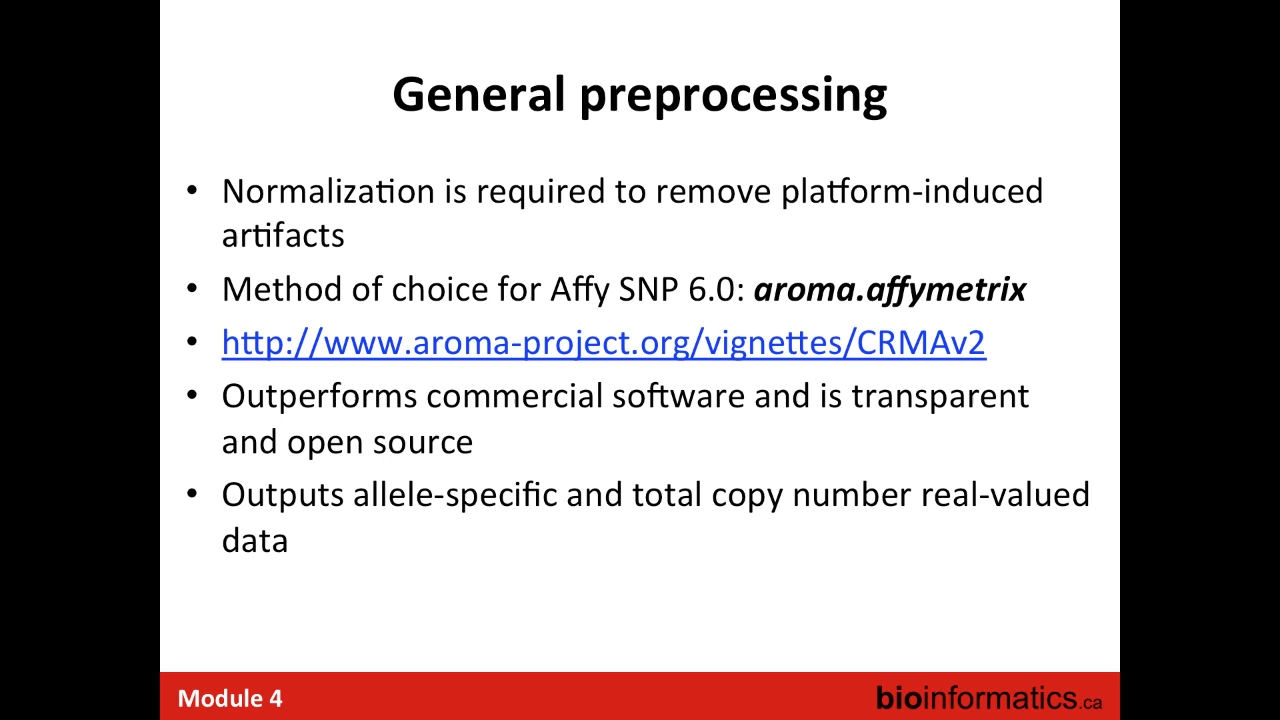 General preprocessing
• Normalization is required to remove platform-induced
artifacts
• Method of choice for Affy SNP 6.0: aroma.affymetrix
• http://www.aroma-project.org/vignettes/CRMAv2
• Outperforms commercial software and is transparent
and open source
• Outputs allele-specific and total copy number real-valued
data
Module 4
bioinformatics.ca